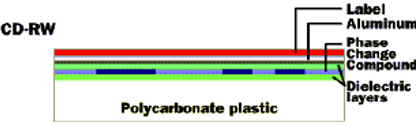 CD-RW
Label
Aluminum
Phase
Change
Compound
Dielectric
layers
Polycarbonate plastic